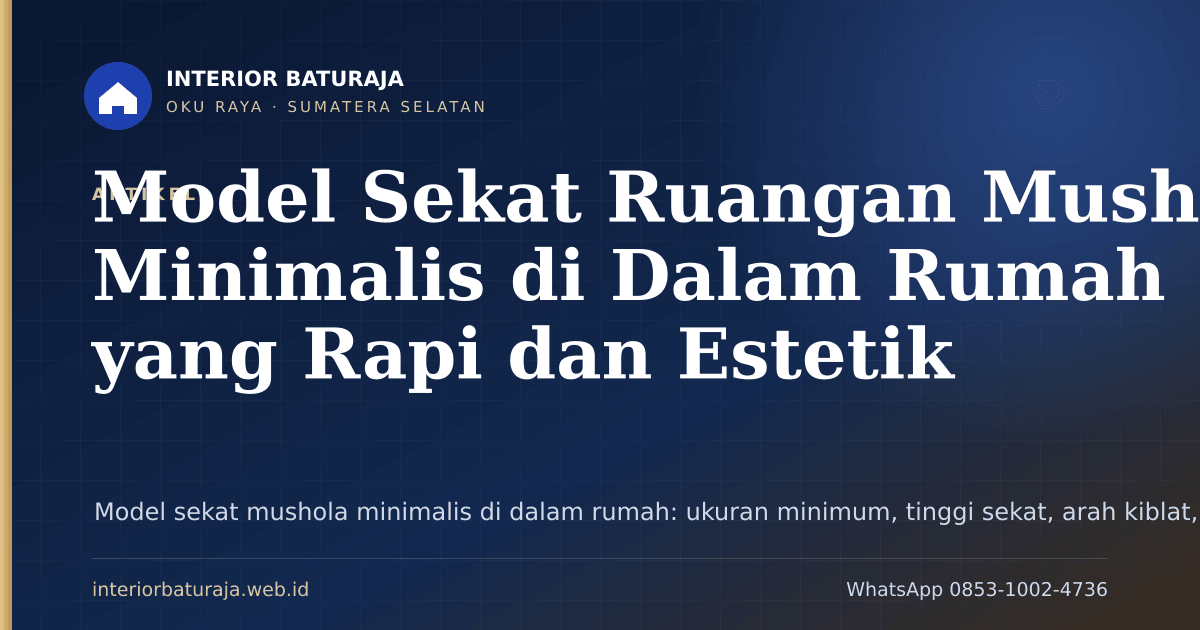 INTERIOR BATURAJA
OKU RAYA · SUMATERA SELATAN
ARTIKEL
Model Sekat Ruangan Mush
Minimalis di Dalam Rumah
yang Rapi dan Estetik
Model sekat mushola minimalis di dalam rumah: ukuran minimum, tinggi sekat, arah kiblat,
interiorbaturaja.web.id
WhatsApp 0853-1002-4736